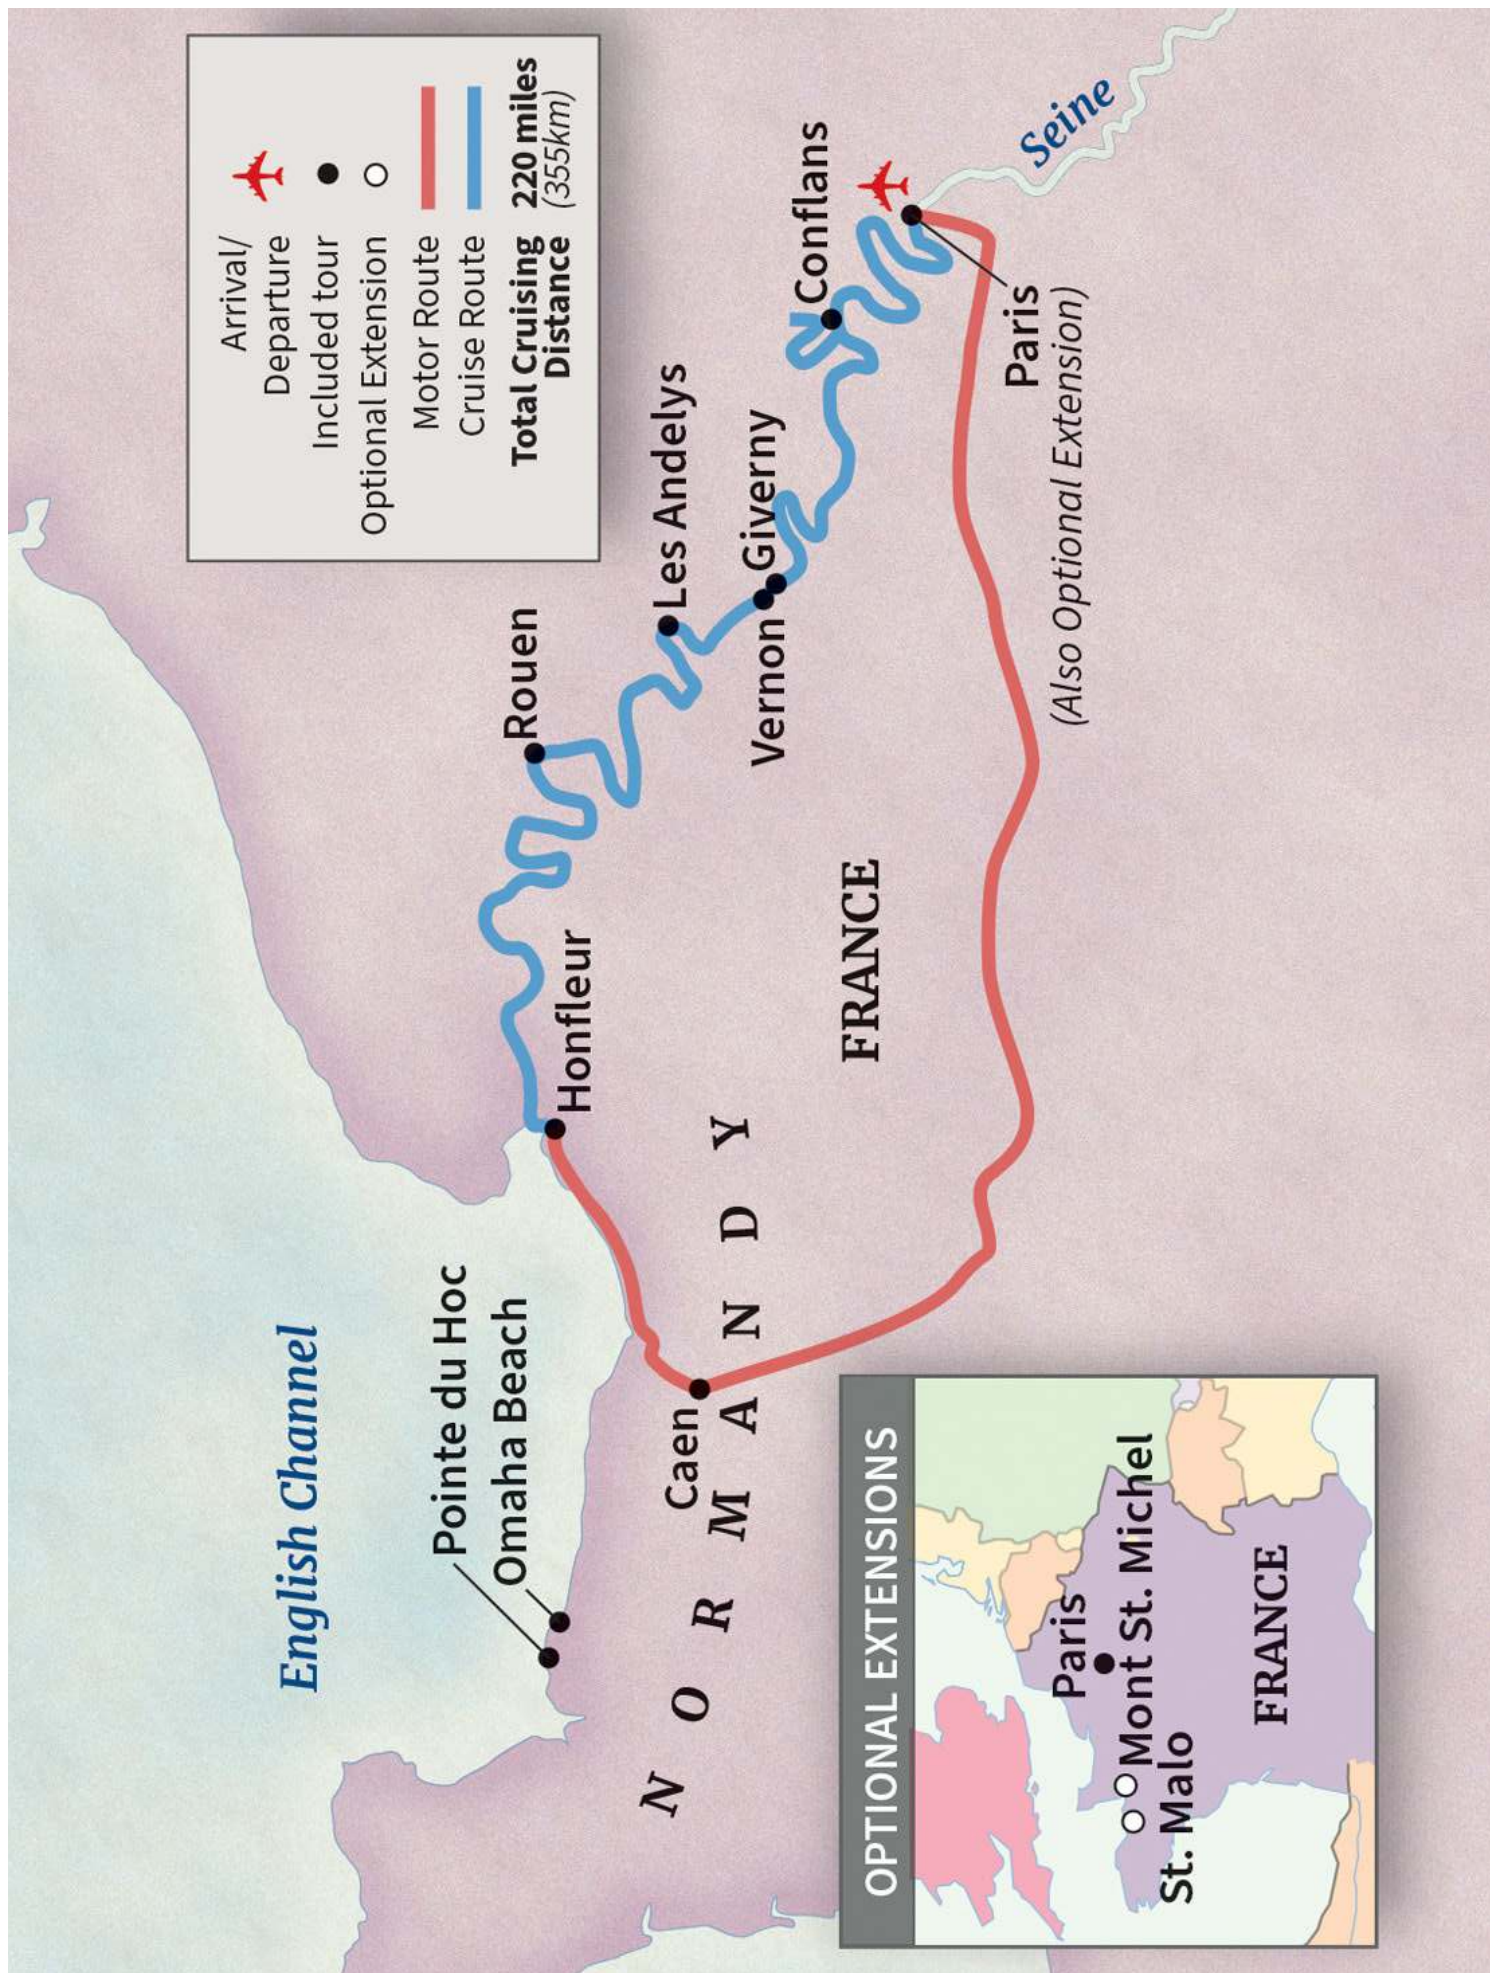 English Channel
Pointe du Hoc
Omaha Beach
Honfleur
Rouen
Les Andelys
Giverny
Vernon
Conflans
Paris
(Also Optional Extension)
Seine
Caen
NORMANDY
FRANCE
Arrival/
Departure
Included tour
Optional Extension
Motor Route
Cruise Route
Total Cruising 220 miles
Distance (355km)
OPTIONAL EXTENSIONS
Paris
Mont St. Michel
St. Malo
FRANCE